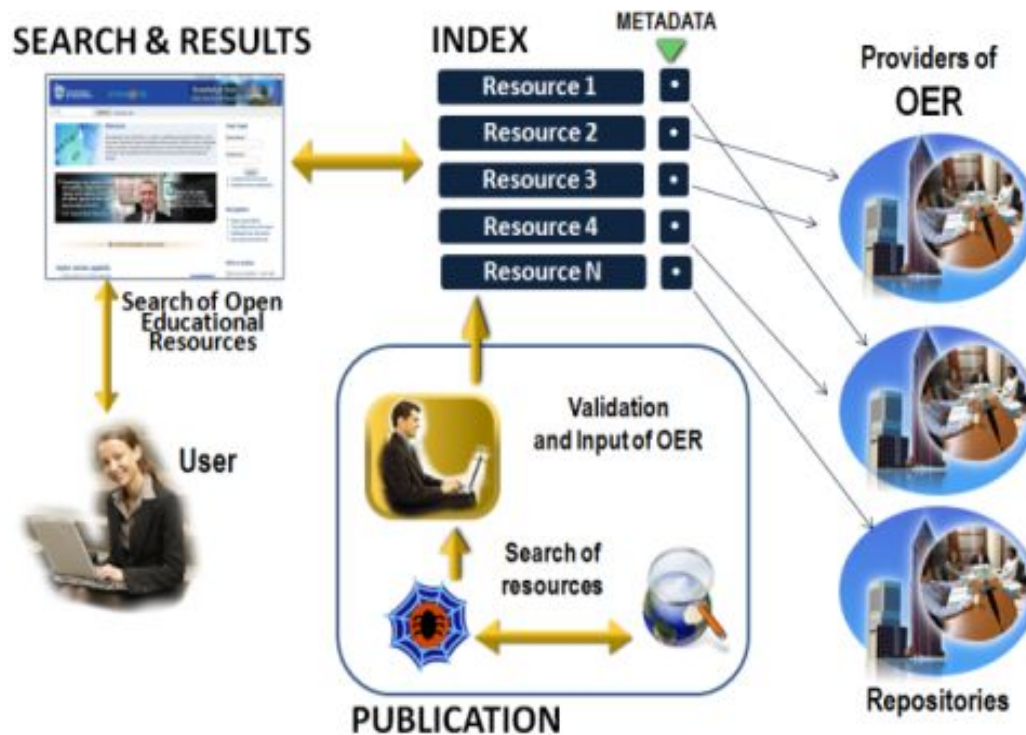 SEARCH & RESULTS
INDEX
METADATA
Providers of
OER
Resource 1
Resource 2
Resource 3
Resource 4
Resource N
Search of Open
Educational
Resources
User
Validation
and Input of OER
Search of
resources
PUBLICATION
Repositories